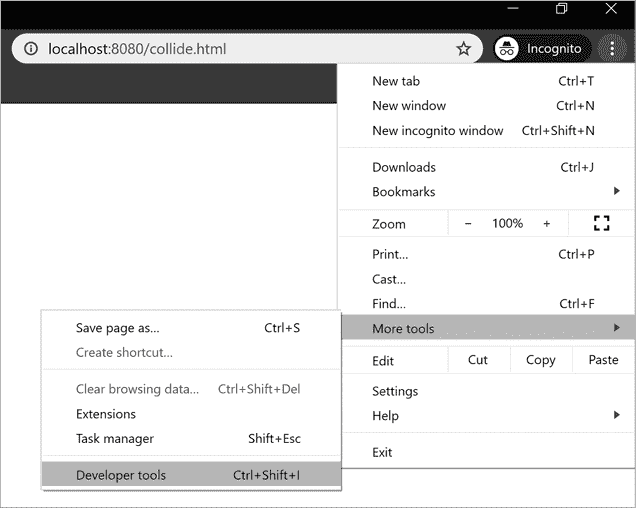 localhost:8080/collide.html Incognito
New tab Ctrl+T
New window Ctrl+N
New incognito window Ctrl+Shift+N
Downloads Ctrl+J
Bookmarks
Zoom - 100% +
Print... Ctrl+P
Cast...
Find... Ctrl+F
More tools
Edit Cut Copy Paste
Settings
Help
Exit
Save page as... Ctrl+S
Create shortcut...
Clear browsing data... Ctrl+Shift+Del
Extensions
Task manager Shift+Esc
Developer tools Ctrl+Shift+I